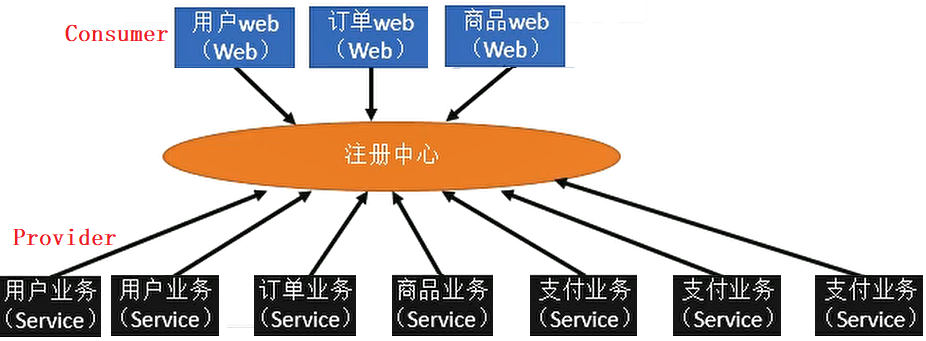 Consumer
用户web
（Web）
订单web
（Web）
商品web
（Web）
注册中心
Provider
用户业务
（Service）
用户业务
（Service）
订单业务
（Service）
商品业务
（Service）
支付业务
（Service）
支付业务
（Service）
支付业务
（Service）